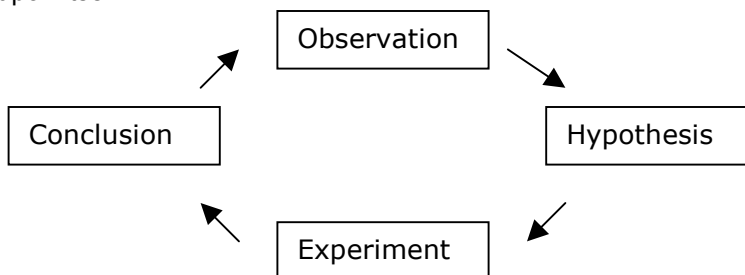 Observation
Conclusion
Hypothesis
Experiment